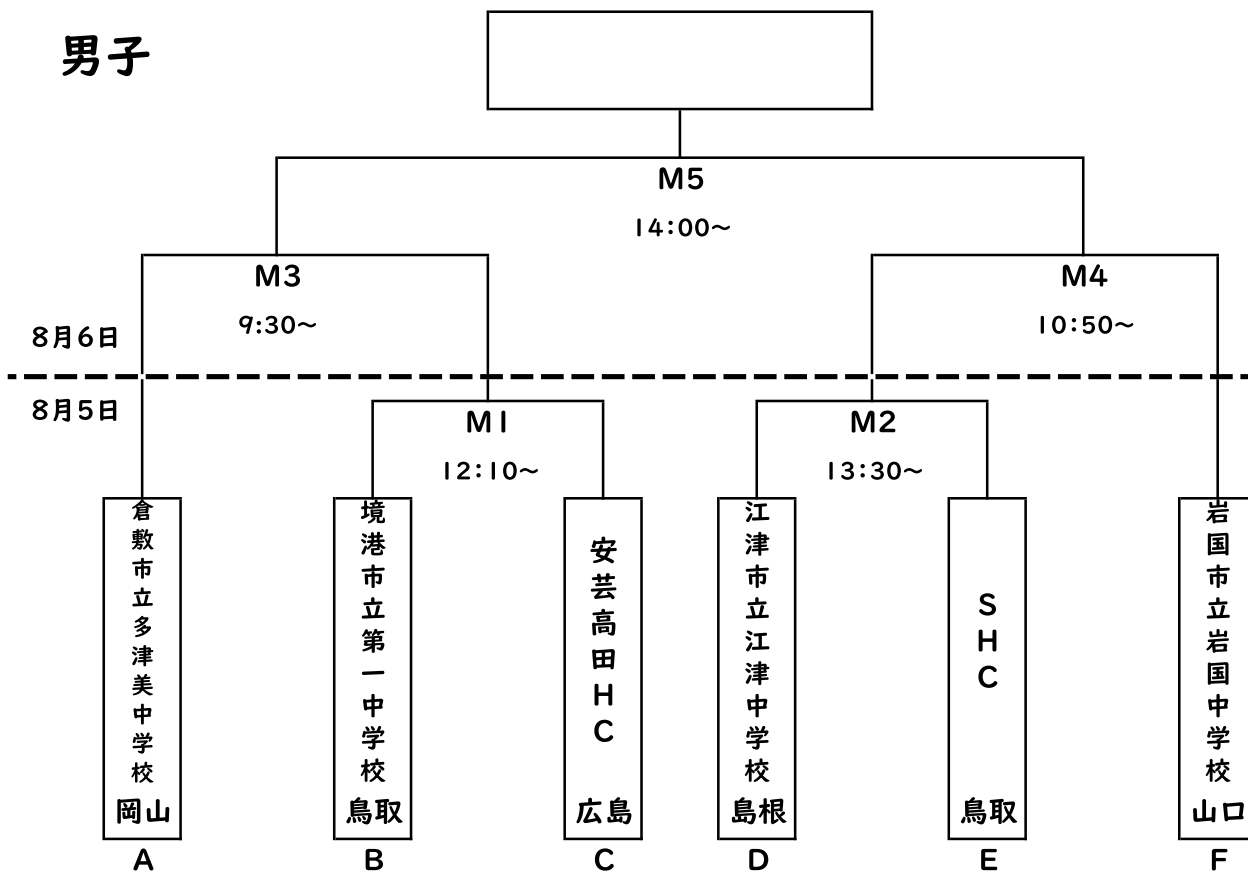 男子
M5
14:00~
M3
M4
9:30~
10:50~
8月6日
8月5日
M1
M2
12:10~
13:30~
倉敷市立多津美中学校
岡山
A
境港市立第一中学校
鳥取
B
安芸高田HC
広島
C
江津市立江津中学校
島根
D
SHC
鳥取
E
岩国市立岩国中学校
山口
F